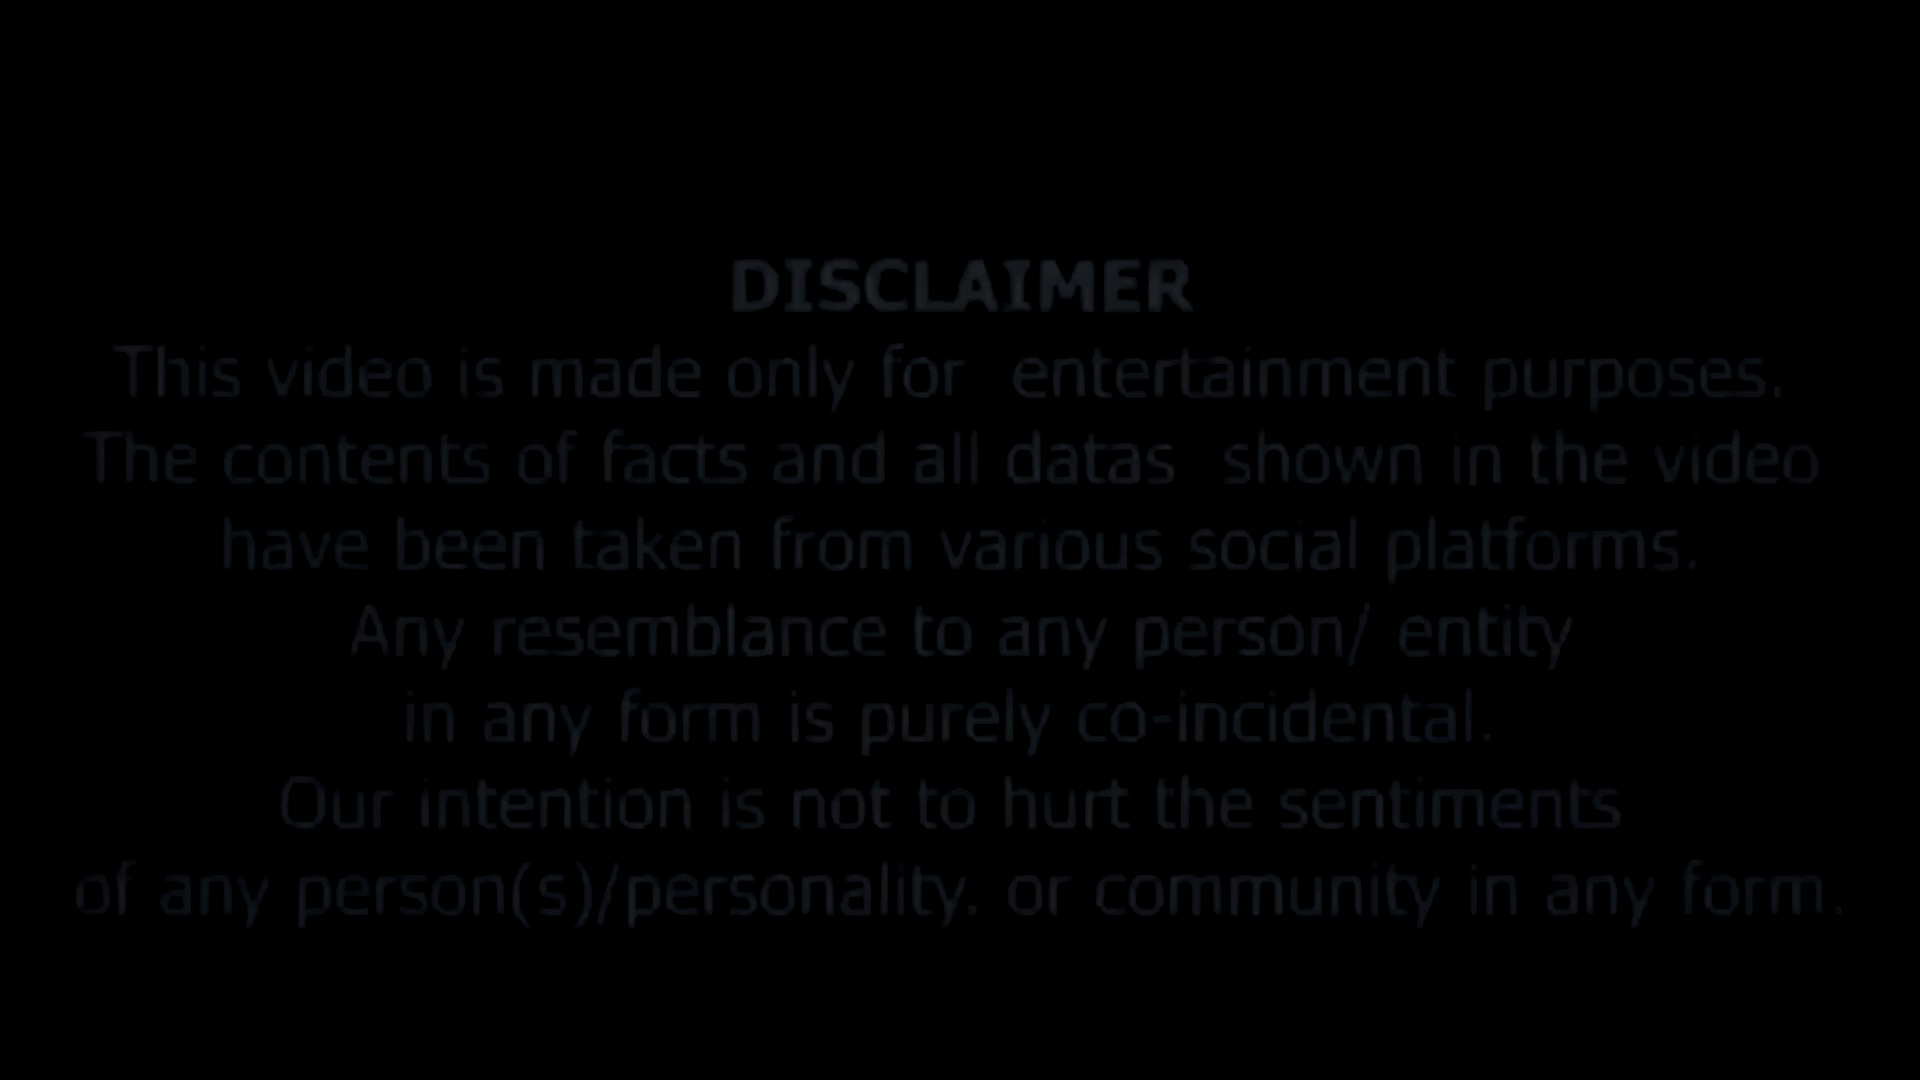 DISCLAIMER
This video is made only for  entertainment purposes.
The contents of facts and all datas  shown in the video
have been taken from various social platforms.
Any resemblance to any person/ entity
in any form is purely co-incidental.
Our intention is not to hurt the sentiments
of any person(s)/personality. or community in any form.